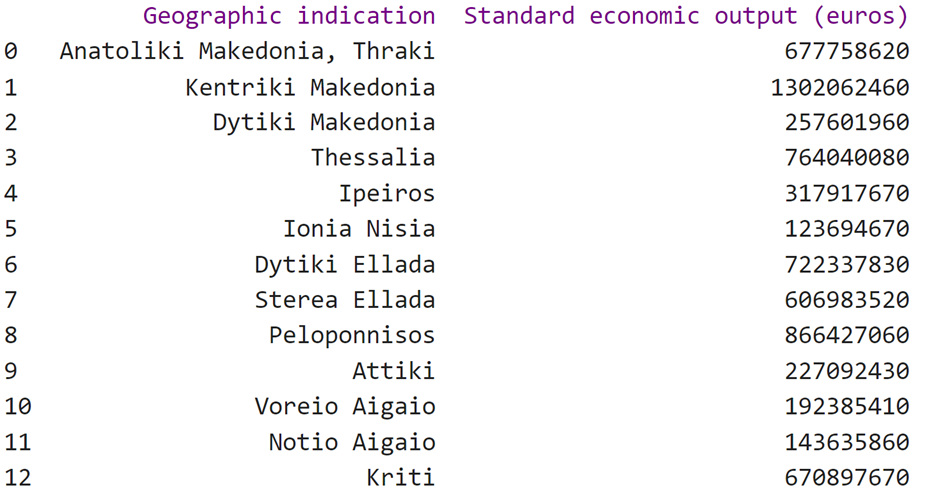 Geographic indication Standard economic output (euros)
0 Anatoliki Makedonia, Thraki 677758620
1 Kentriki Makedonia 1302062460
2 Dytiki Makedonia 257601960
3 Thessalia 764040080
4 Ipeiros 317917670
5 Ionia Nisia 123694670
6 Dytiki Ellada 722337830
7 Sterea Ellada 606983520
8 Peloponnisos 866427060
9 Attiki 227092430
10 Voreio Aigaio 192385410
11 Notio Aigaio 143635860
12 Kriti 670897670